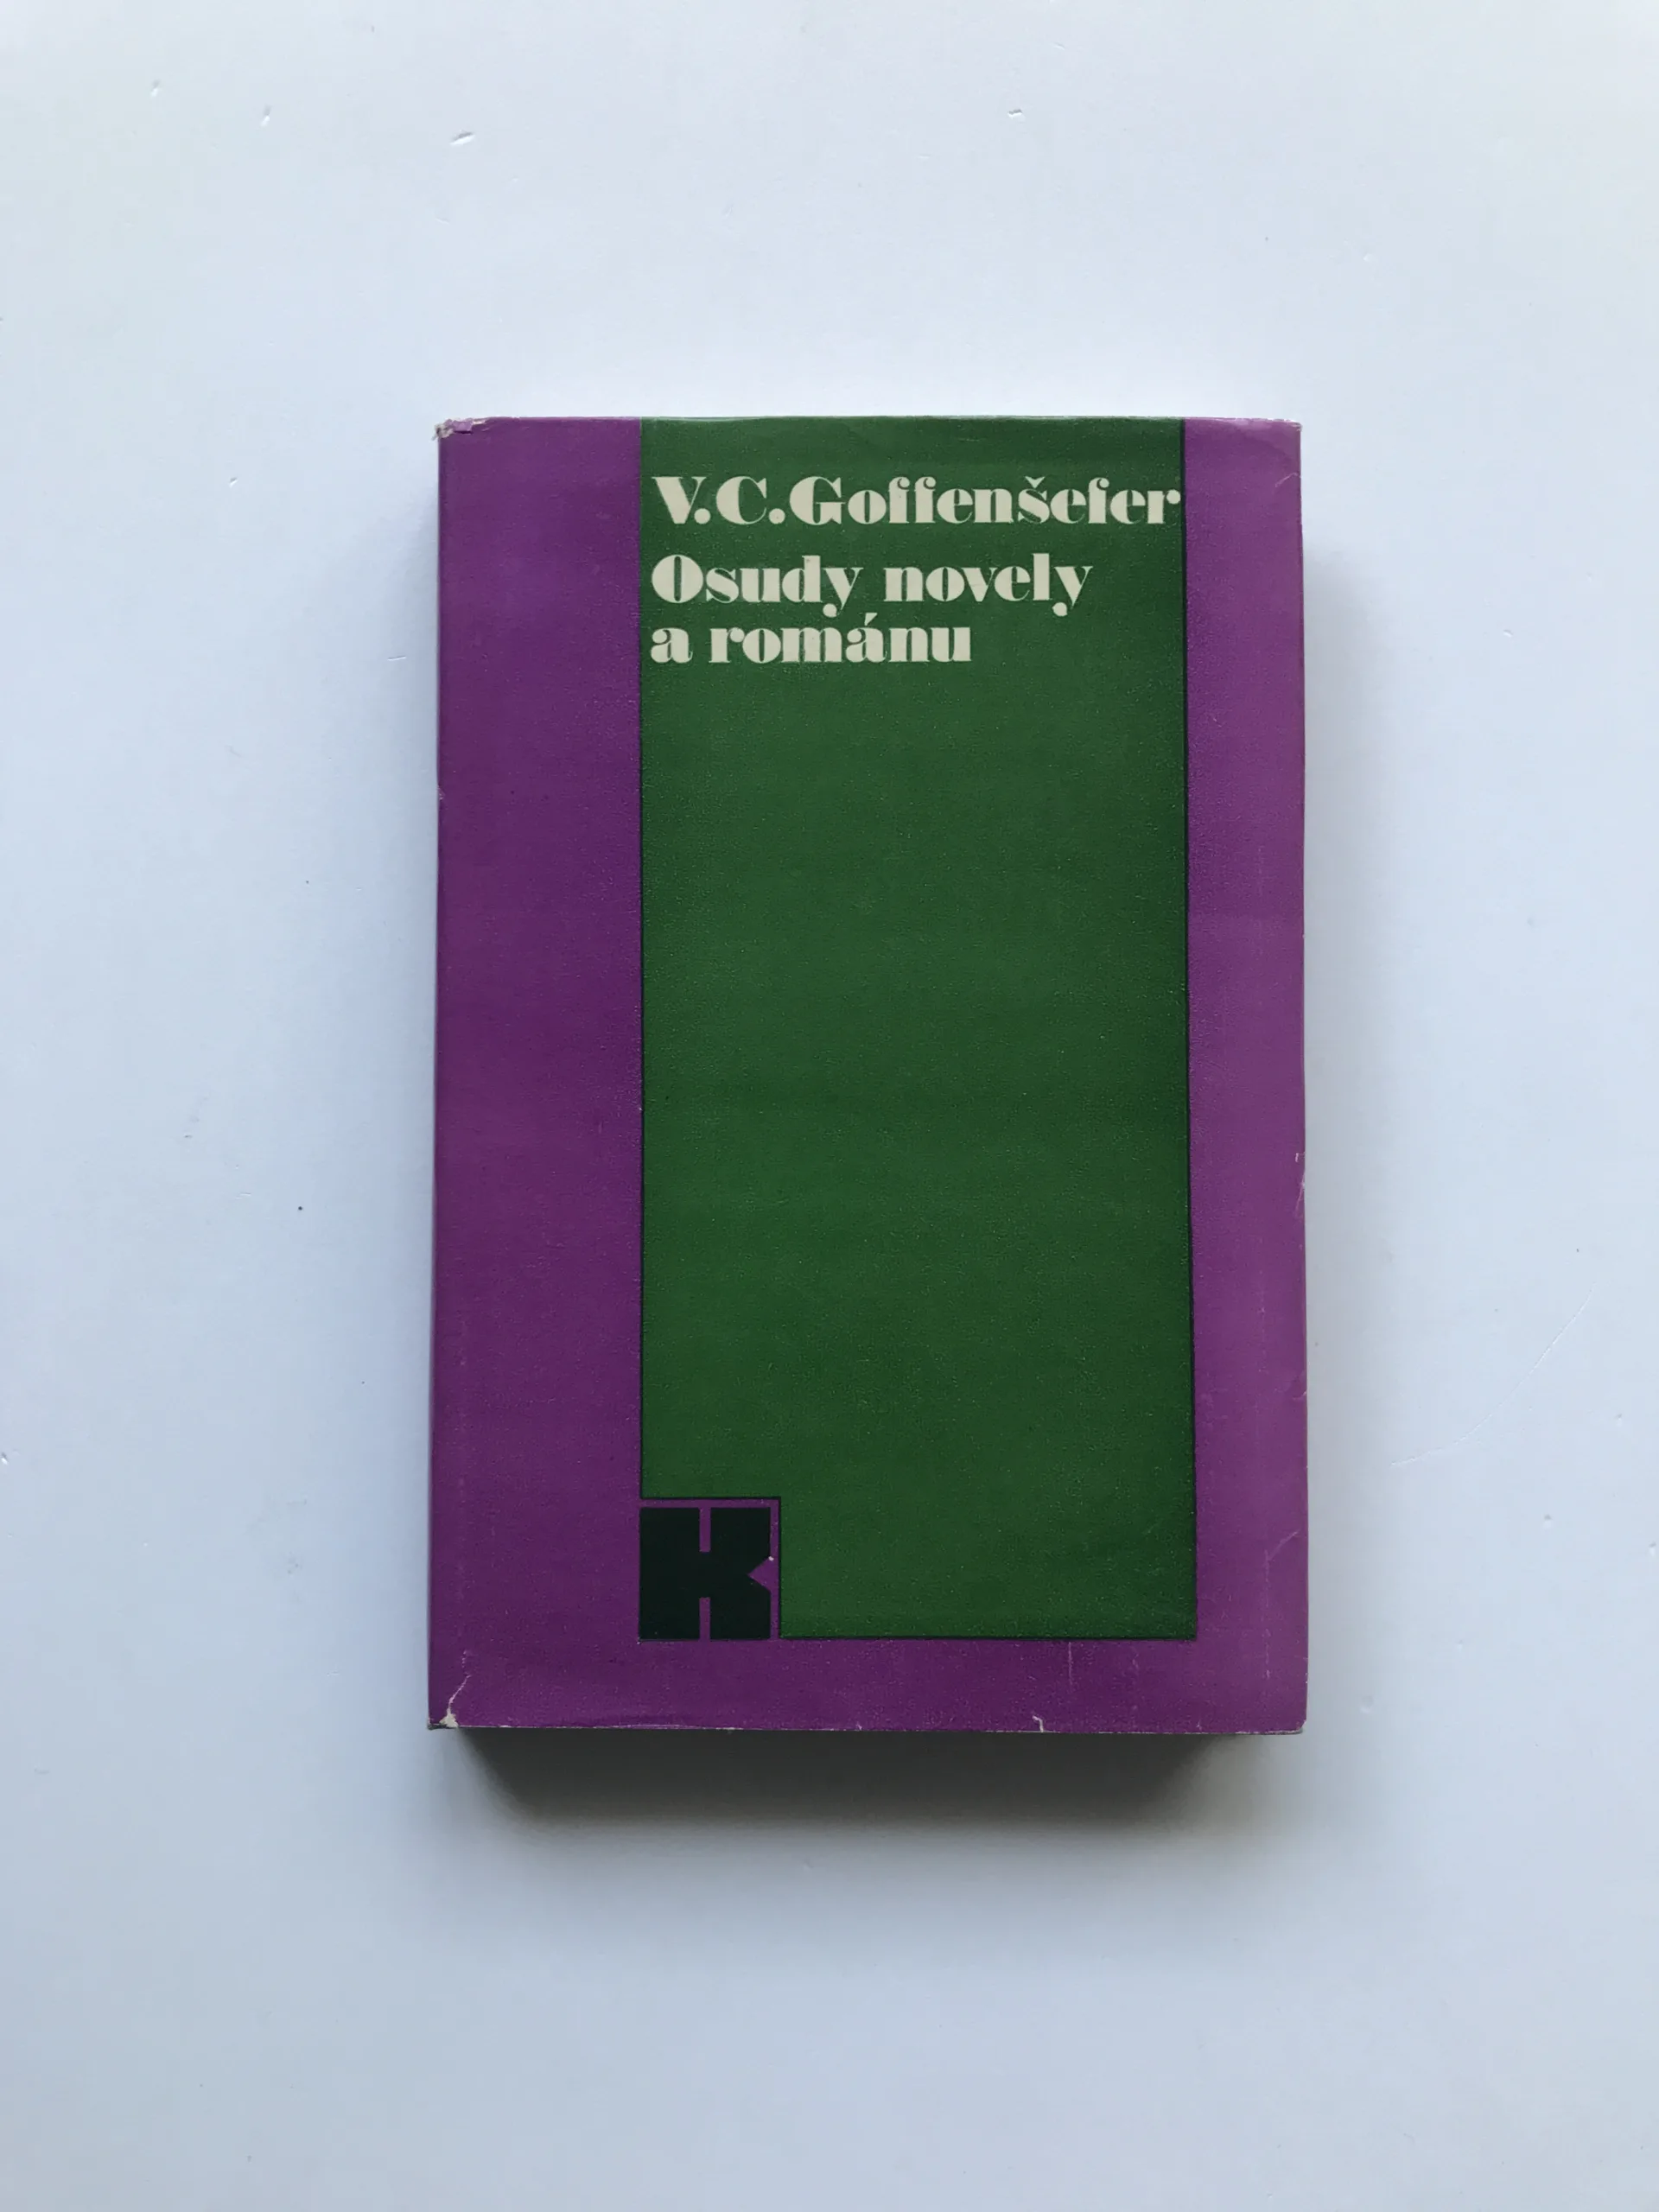 V.C.Goffenšefer
Osudy novely
a románu
K